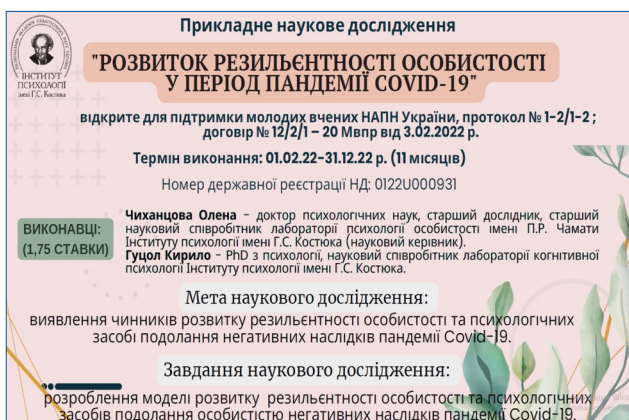 Прикладне наукове дослідження
"РОЗВИТОК РЕЗИЛЬЄНТНОСТІ ОСОБИСТОСТІ
У ПЕРІОД ПАНДЕМІЇ COVID-19"
ІНСТИТУТ
ПСИХОЛОГІЇ
імені Г.С. Костюка
відкрите для підтримки молодих вчених НАПН України, протокол № 1-2/1-2 ;
договір № 12/2/1 – 20 Мвпр від 3.02.2022 р.
Термін виконання: 01.02.22-31.12.22 р. (11 місяців)
Номер державної реєстрації НД: 0122U000931
ВИКОНАВЦІ:
(1,75 СТАВКИ)
Чиханцова Олена - доктор психологічних наук, старший дослідник, старший
науковий співробітник лабораторії психології особистості імені П.Р. Чамати
Інституту психології імені Г.С. Костюка (науковий керівник).
Гуцол Кирило - PhD з психології, науковий співробітник лабораторії когнітивної
психології Інституту психології імені Г.С. Костюка.
Мета наукового дослідження:
виявлення чинників розвитку резильєнтності особистості та психологічних
засобі подолання негативних наслідків пандемії Covid-19.
Завдання наукового дослідження:
розроблення моделі розвитку резильєнтності особистості та психологічних
засобів подолання особистістю негативних наслідків пандемії Covid-19.